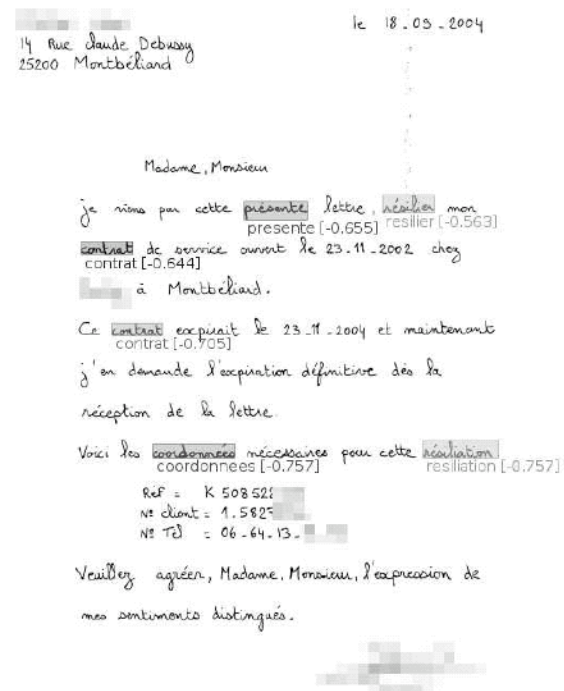 le 18.03-2004
14 Rue claude Debussy
25200 Montbéliard
Madame, Monsieur
je viens par cette présente lettre, résilier mon
presente [-0.655] resilier [-0.563]
contrat de service ouvert le 23.11-2002 chez
contrat [-0.644]
à Montbéliard.
Ce contrat expirait le 23-11-2004 et maintenant
contrat [-0.705]
j'en demande l'expiration définitive dès la
réception de la lettre.
Voici les coordonnées nécessaires pour cette résiliation
coordonnees [-0.757] resiliation [-0.757]
Réf = K 508522
N° client = 1.582
N° Tel = 06-64-13-
Veuillez agréer, Madame, Monsieur, l'expression de
mes sentiments distingués.